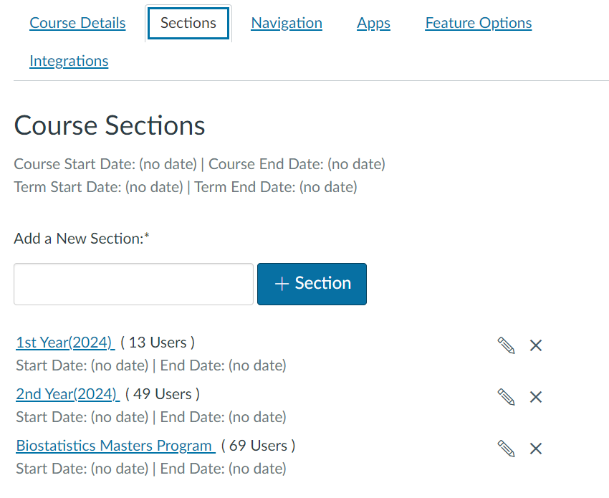 Course Details Sections Navigation Apps Feature Options
Integrations
Course Sections
Course Start Date: (no date) | Course End Date: (no date)
Term Start Date: (no date) | Term End Date: (no date)
Add a New Section:*
+ Section
1st Year(2024) ( 13 Users )
Start Date: (no date) | End Date: (no date)
2nd Year(2024) ( 49 Users )
Start Date: (no date) | End Date: (no date)
Biostatistics Masters Program ( 69 Users )
Start Date: (no date) | End Date: (no date)